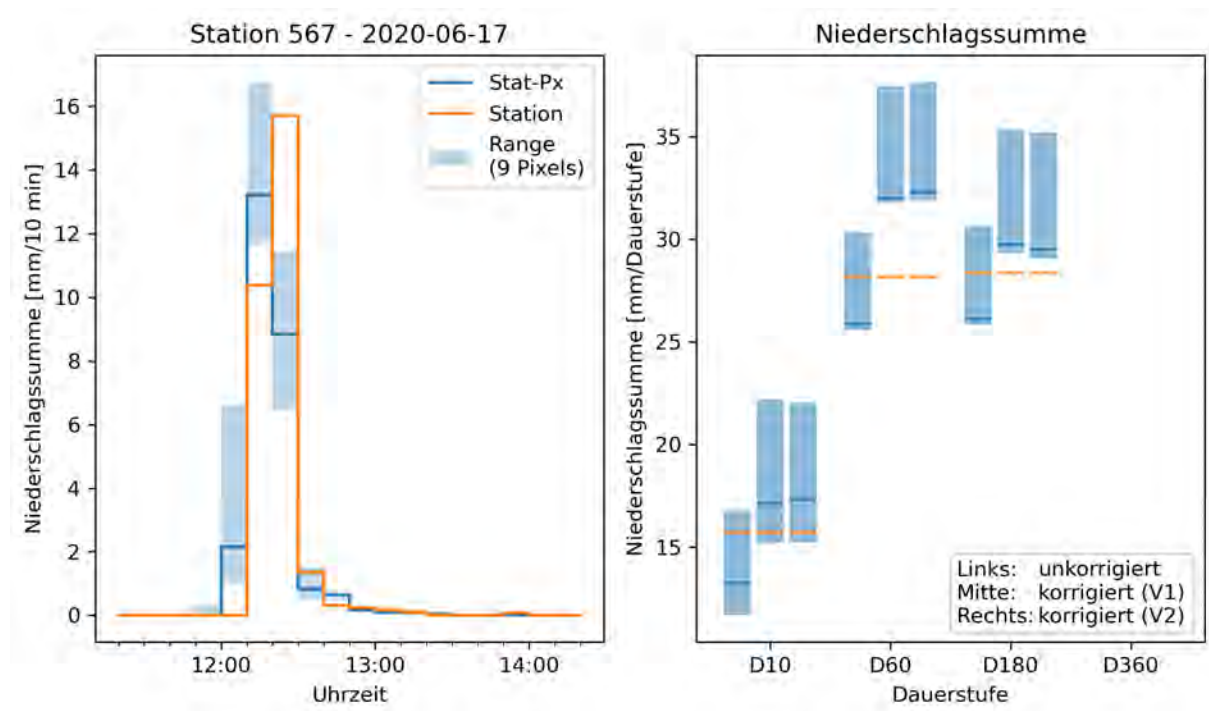 Station 567 - 2020-06-17
Niederschlagssumme [mm/10 min]
16
14
12
10
8
6
4
2
0
Stat-Px
Station
Range
(9 Pixels)
12:00 13:00 14:00
Uhrzeit
Niederschlagssumme
Niederschlagssumme [mm/Dauerstufe]
35
30
25
20
15
Links: unkorrigiert
Mitte: korrigiert (V1)
Rechts: korrigiert (V2)
D10 D60 D180 D360
Dauerstufe